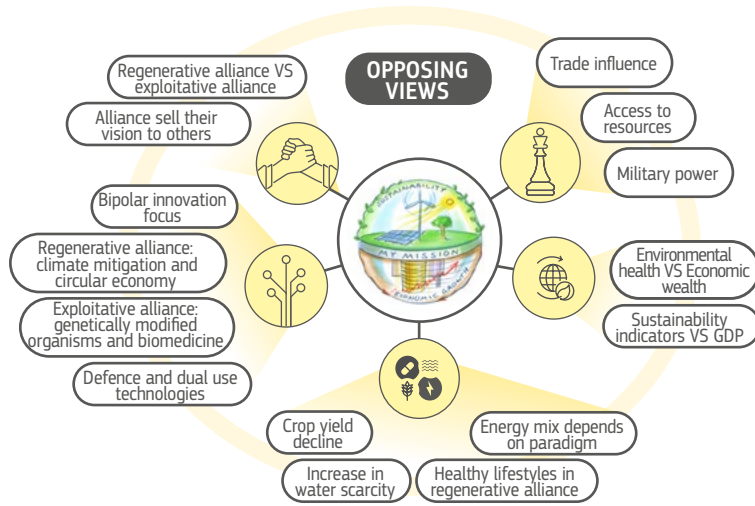 OPPOSING
VIEWS
Regenerative alliance VS
exploitative alliance
Alliance sell their
vision to others
Trade influence
Access to
resources
Military power
Bipolar innovation
focus
Regenerative alliance:
climate mitigation and
circular economy
Exploitative alliance:
genetically modified
organisms and biomedicine
Defence and dual use
technologies
SUSTAINABILITY
MY MISSION
ECONOMIC GROWTH
Environmental
health VS Economic
wealth
Sustainability
indicators VS GDP
Crop yield
decline
Increase in
water scarcity
Energy mix depends
on paradigm
Healthy lifestyles in
regenerative alliance